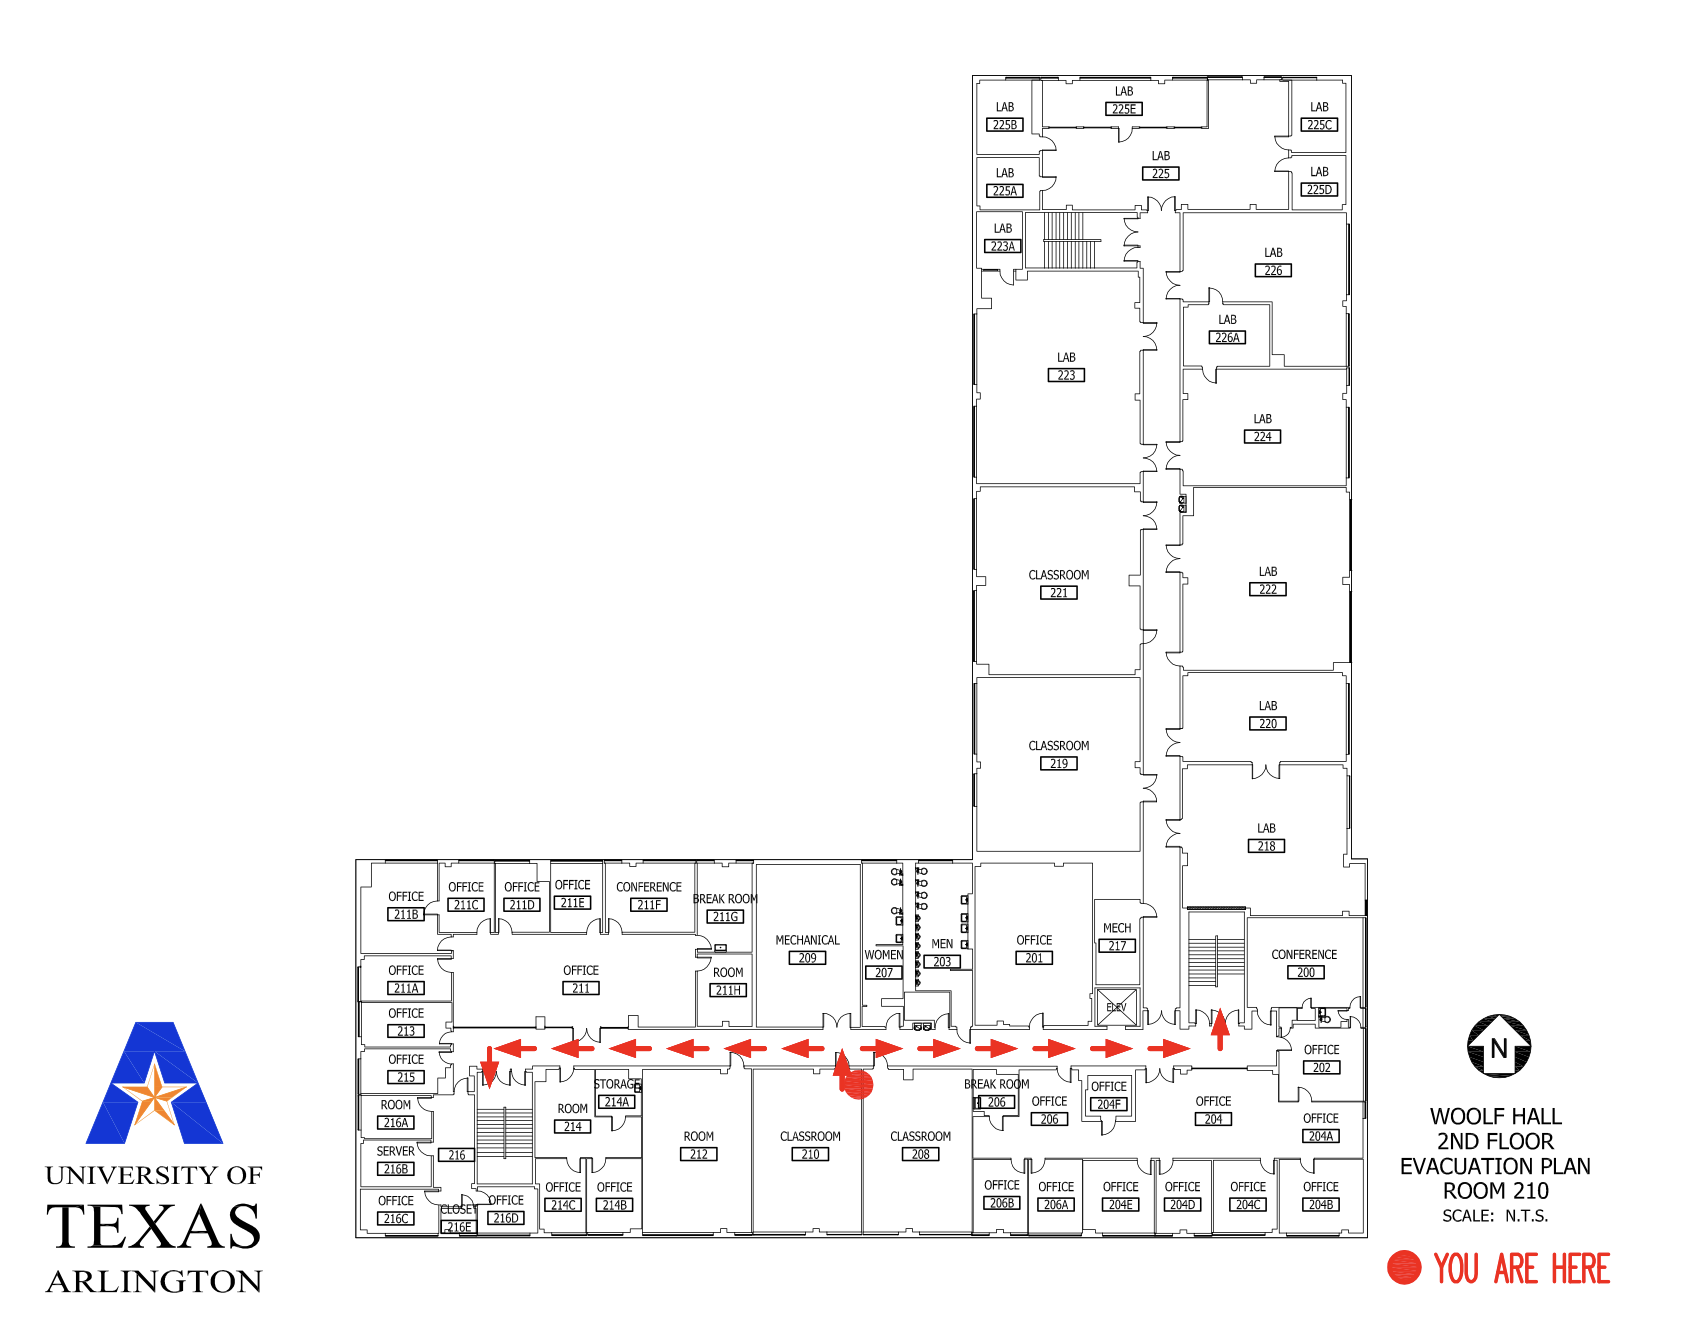 LAB
225B
LAB
225E
LAB
225C
LAB
225
LAB
225A
LAB
225D
LAB
223A
LAB
226
LAB
226A
LAB
223
LAB
224
CLASSROOM
221
LAB
222
LAB
220
CLASSROOM
219
LAB
218
OFFICE
211B
OFFICE
211C
OFFICE
211D
OFFICE
211E
CONFERENCE
211F
BREAK ROOM
211G
MECHANICAL
209
WOMEN
207
MEN
203
OFFICE
201
MECH
217
CONFERENCE
200
OFFICE
211A
OFFICE
211
ROOM
211H
ELEV
OFFICE
213
OFFICE
215
OFFICE
202
ROOM
216A
STORAGE
214A
ROOM
214
BREAK ROOM
206
OFFICE
206
OFFICE
204F
OFFICE
204
OFFICE
204A
SERVER
216B
216
ROOM
212
CLASSROOM
210
CLASSROOM
208
OFFICE
216C
CLOSET
216E
OFFICE
216D
OFFICE
214C
OFFICE
214B
OFFICE
206B
OFFICE
206A
OFFICE
204E
OFFICE
204D
OFFICE
204C
OFFICE
204B
N
WOOLF HALL
2ND FLOOR
EVACUATION PLAN
ROOM 210
SCALE: N.T.S.
YOU ARE HERE
UNIVERSITY OF
TEXAS
ARLINGTON